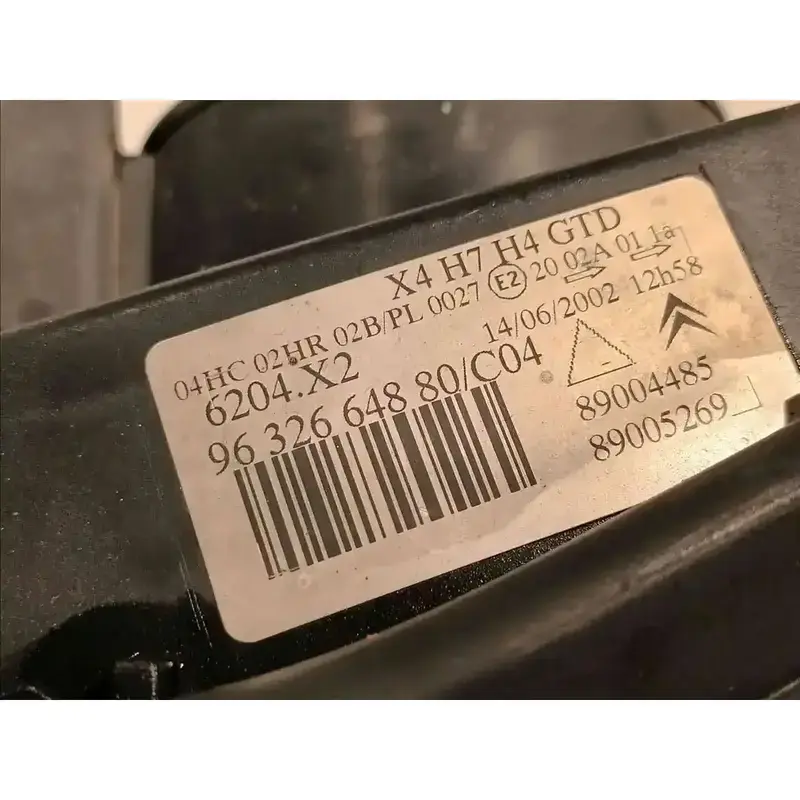 X4 H7 H4 GTD
04HC 02HR 02B/PL 0027 E2 20 02A 01 1a
6204.X2
14/06/2002 12h58
96 326 648 80/C04
89004485
89005269